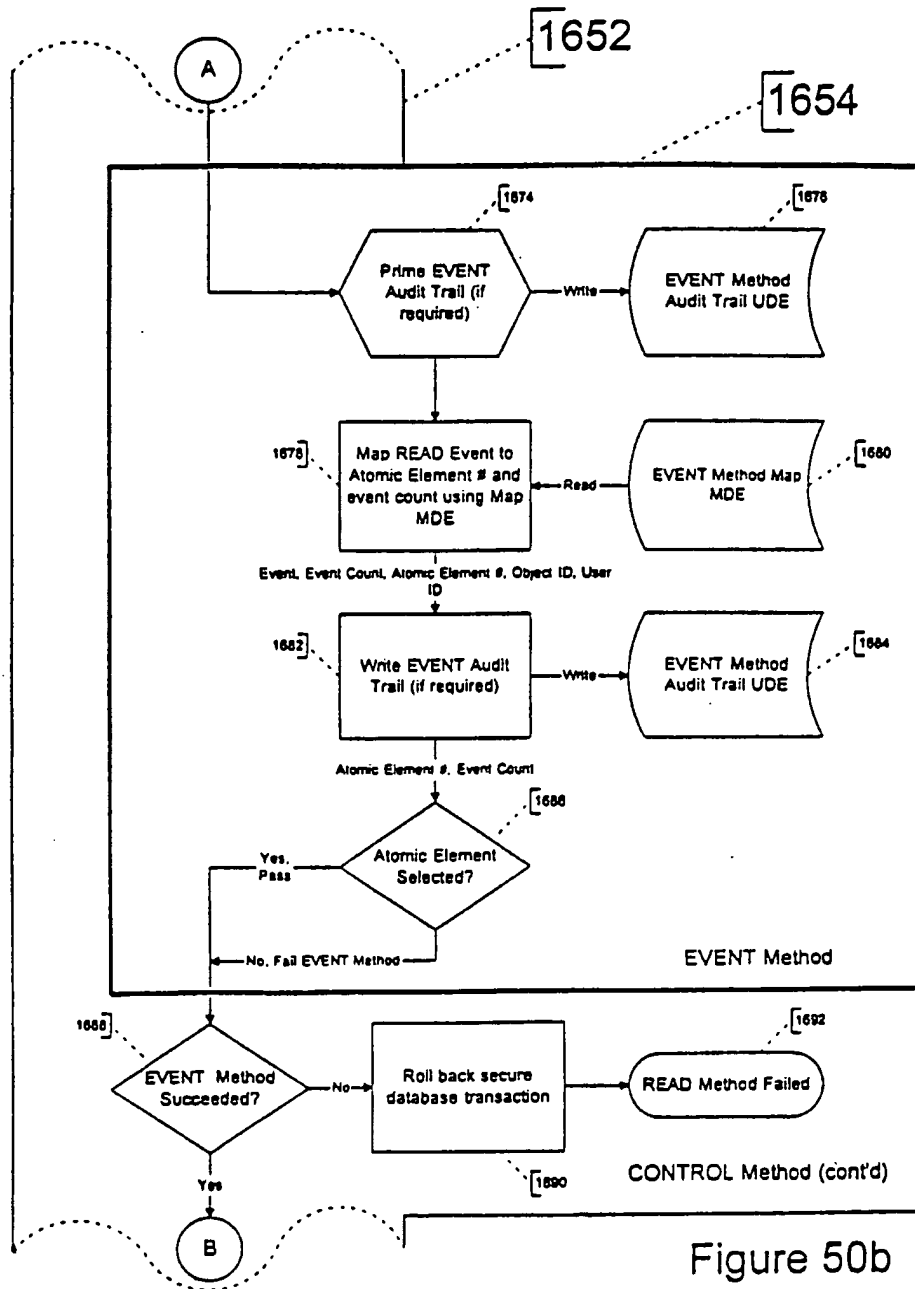 1652
A
1654
1674
1676
Prime EVENT
Audit Trail (if
required)
Write
EVENT Method
Audit Trail UDE
1678
Map READ Event to
Atomic Element # and
event count using Map
MDE
Read
EVENT Method Map
MDE
1680
Event, Event Count, Atomic Element #, Object ID, User
ID
1682
Write EVENT Audit
Trail (if required)
Write
EVENT Method
Audit Trail UDE
1684
Atomic Element #, Event Count
1686
Yes,
Pass
Atomic Element
Selected?
No, Fail EVENT Method
EVENT Method
1688
EVENT Method
Succeeded?
No
Roll back secure
database transaction
1692
READ Method Failed
1690
CONTROL Method (cont'd)
Yes
B
Figure 50b